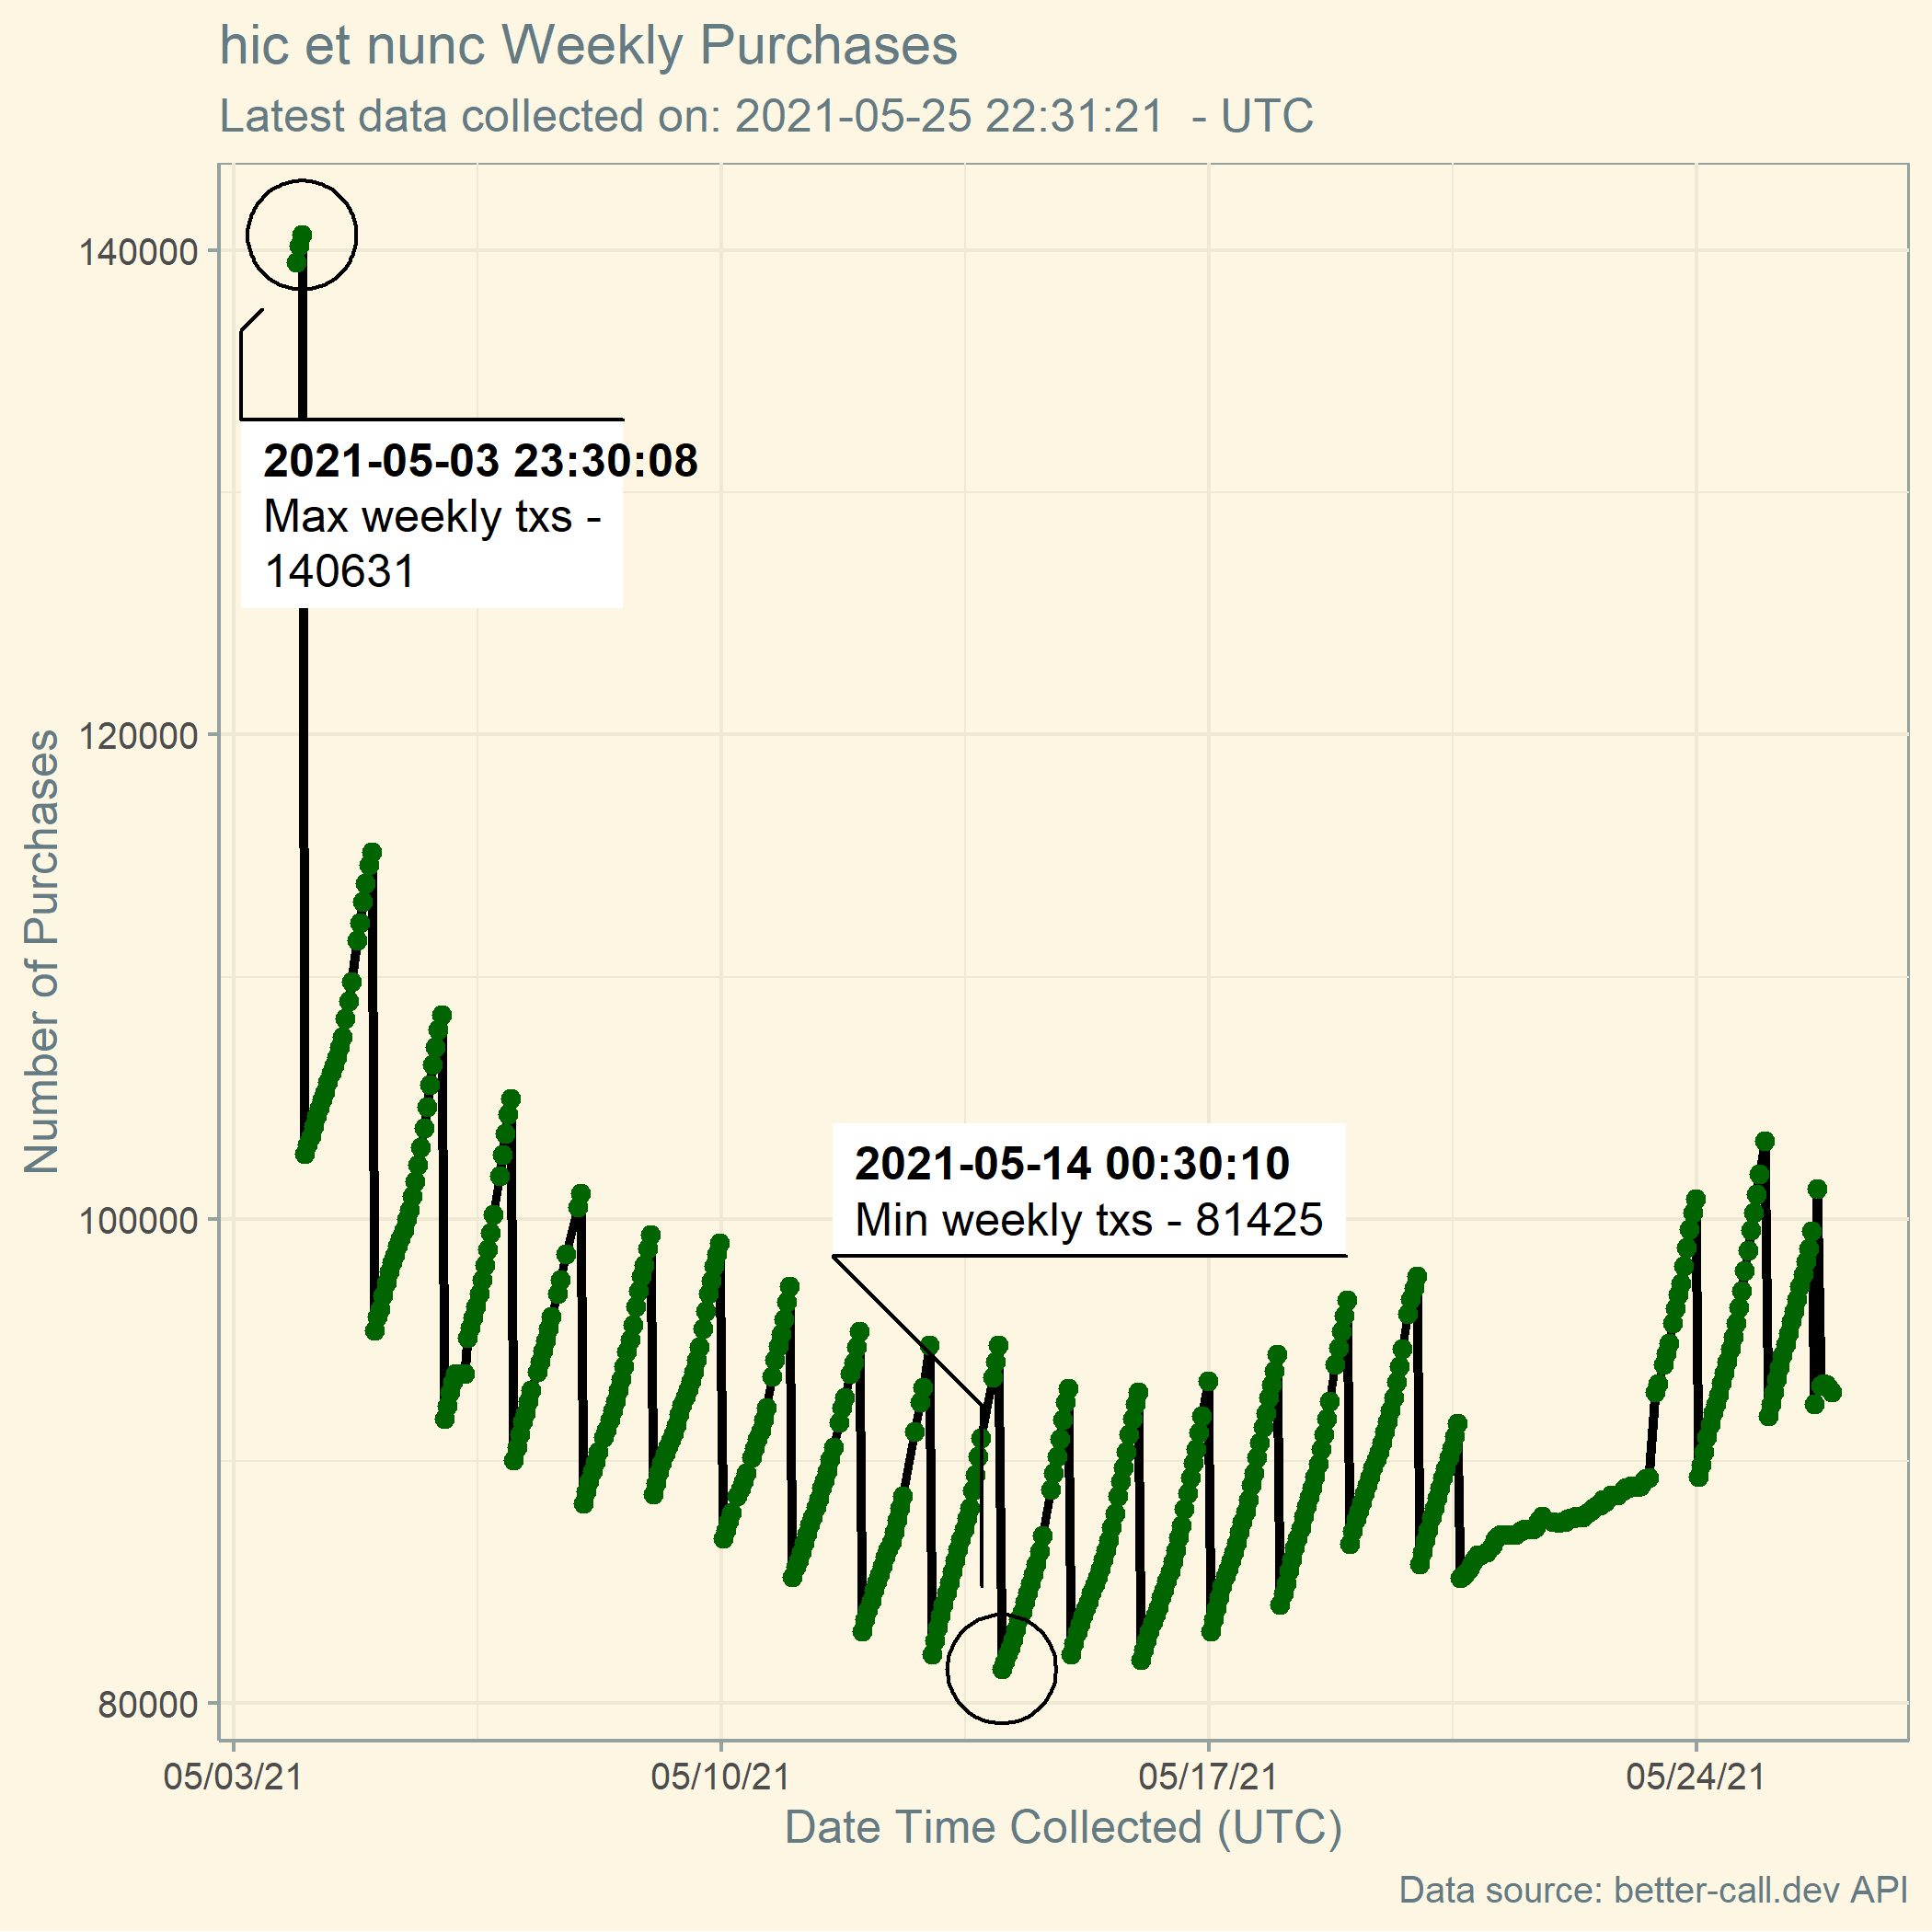 hic et nunc Weekly Purchases
Latest data collected on: 2021-05-25 22:31:21  - UTC
Number of Purchases
140000
120000
100000
80000
2021-05-03 23:30:08
Max weekly txs -
140631
2021-05-14 00:30:10
Min weekly txs - 81425
05/03/21
05/10/21
05/17/21
05/24/21
Date Time Collected (UTC)
Data source: better-call.dev API